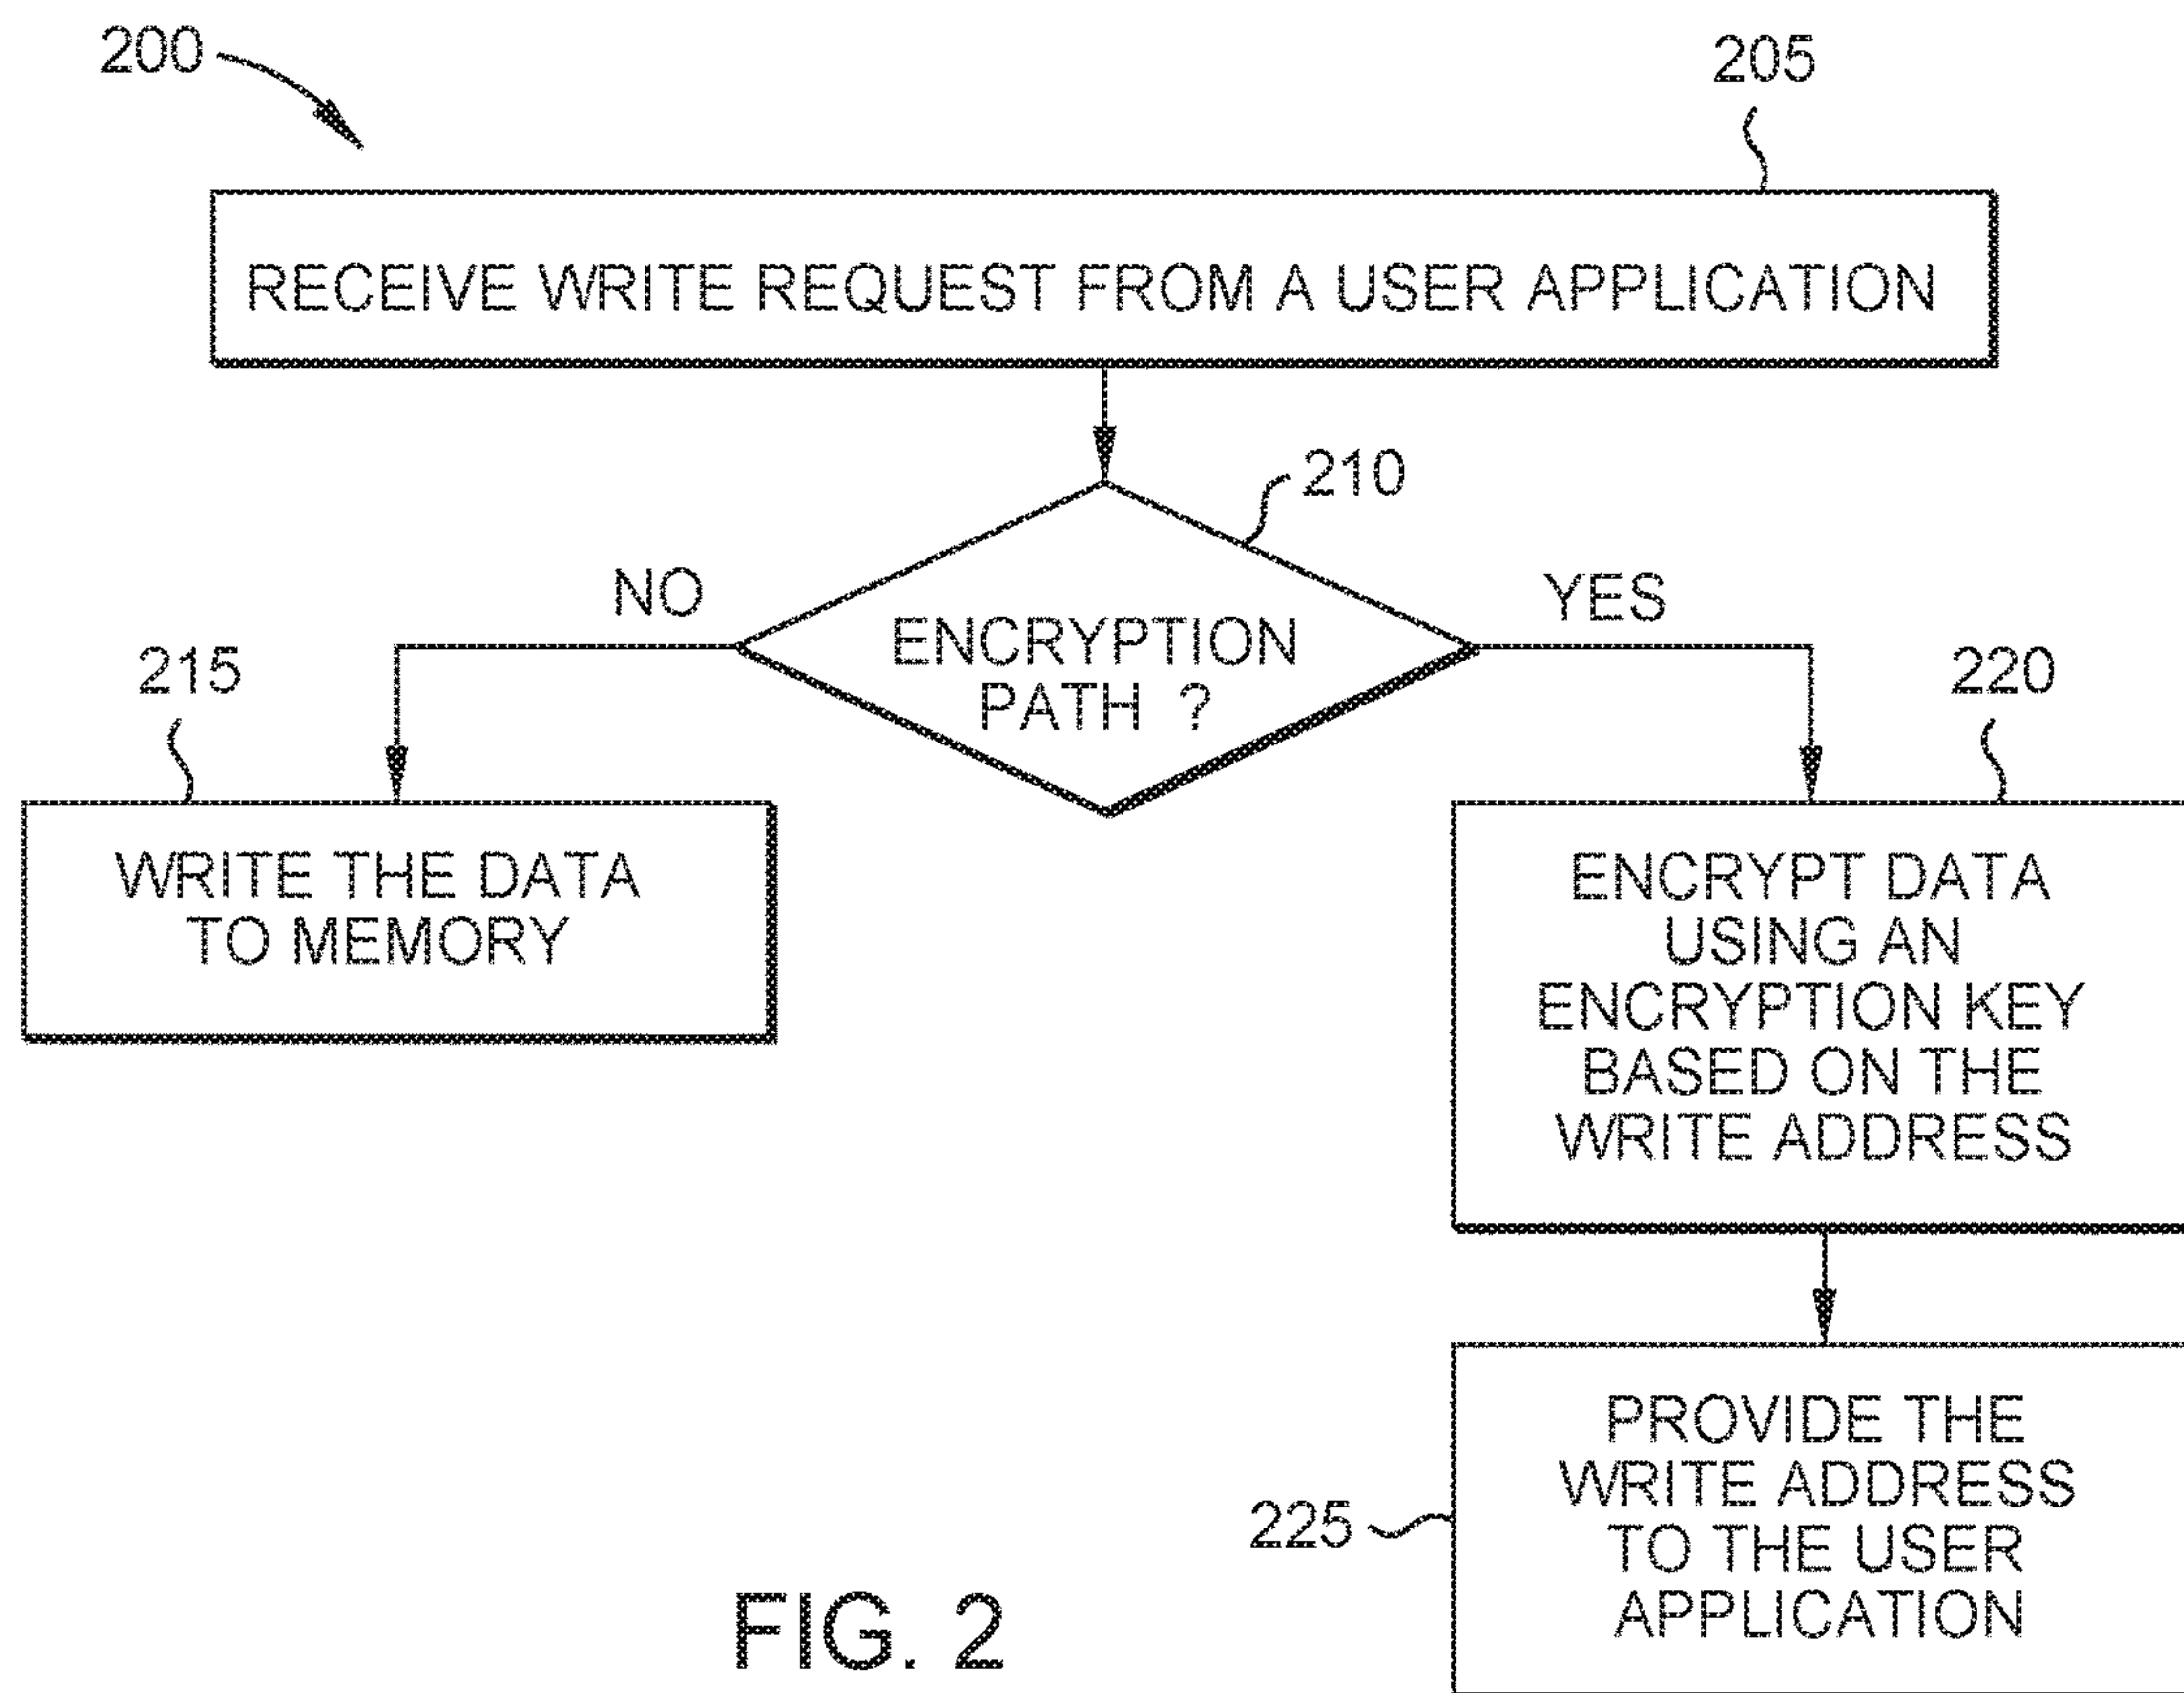 200
205
RECEIVE WRITE REQUEST FROM A USER APPLICATION
210
NO
ENCRYPTION
PATH ?
YES
215
WRITE THE DATA
TO MEMORY
220
ENCRYPT DATA
USING AN
ENCRYPTION KEY
BASED ON THE
WRITE ADDRESS
225
PROVIDE THE
WRITE ADDRESS
TO THE USER
APPLICATION
FIG. 2